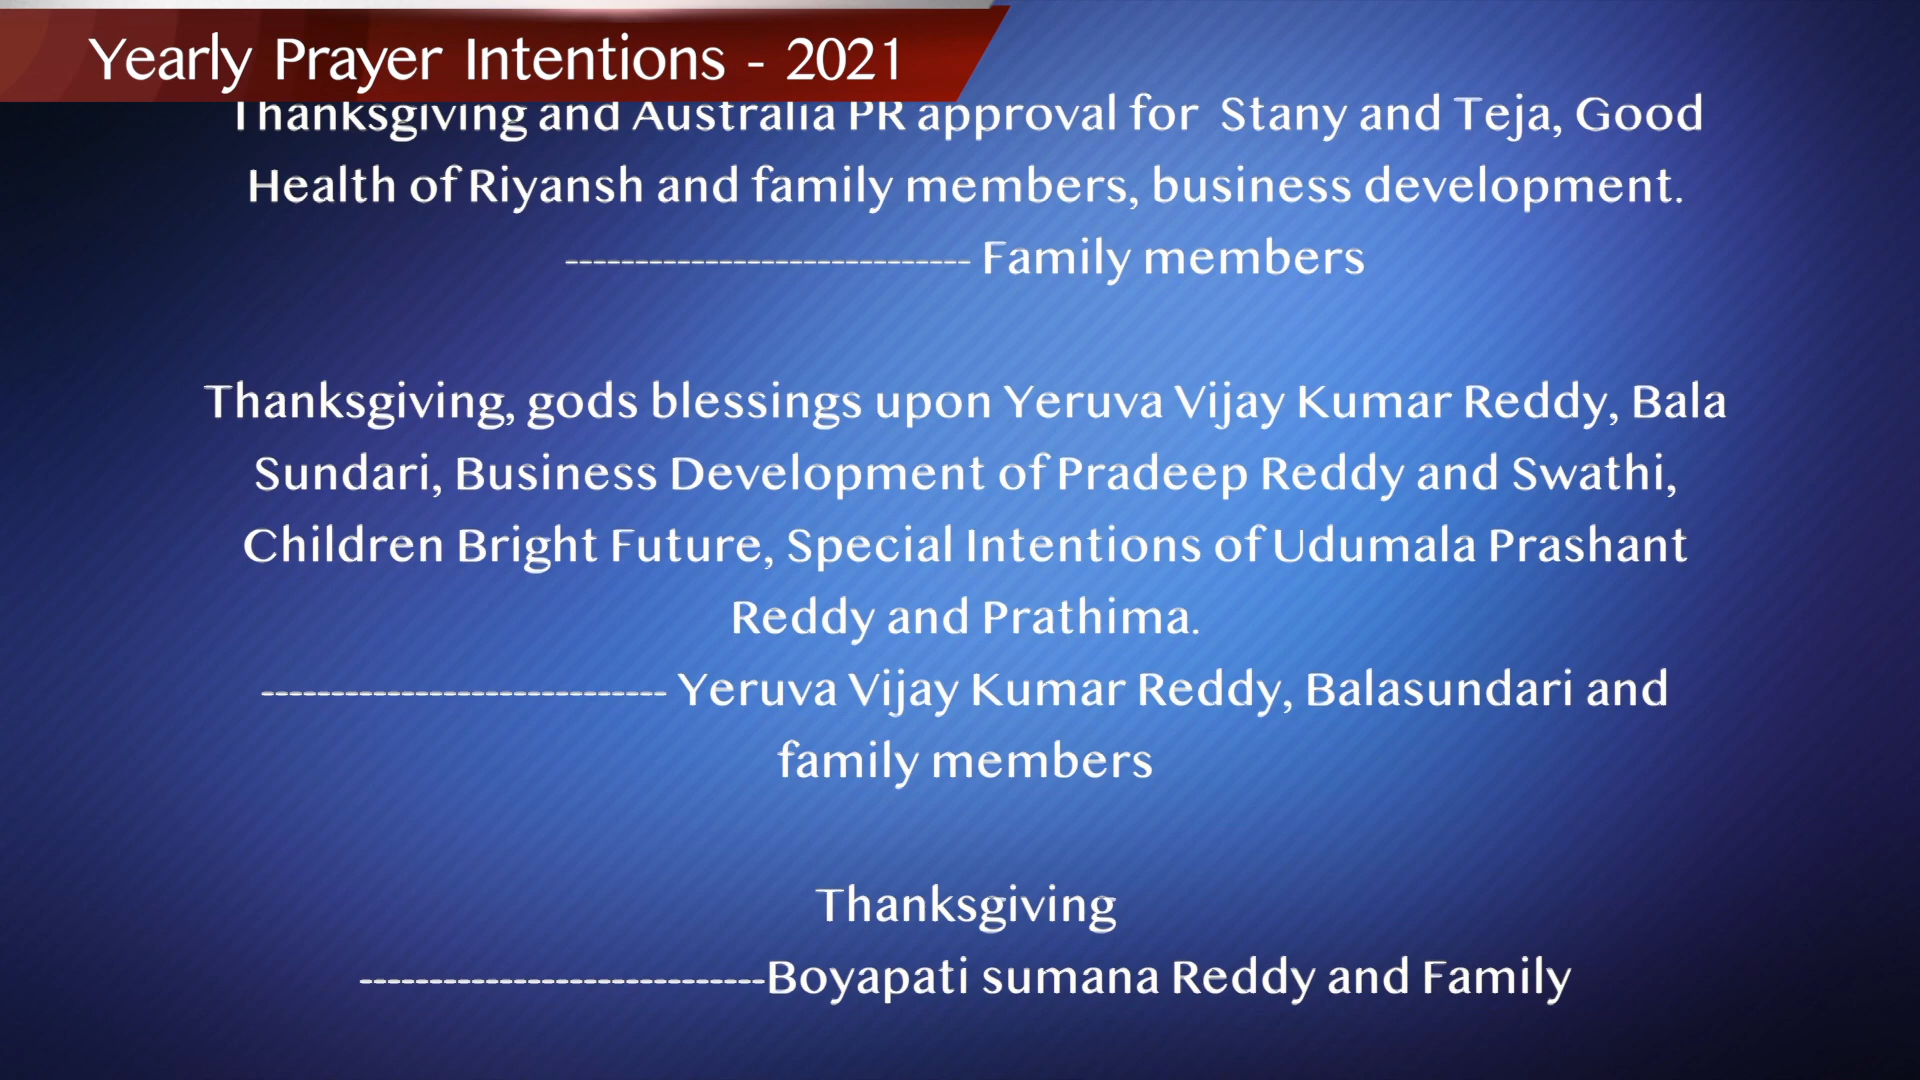 Yearly Prayer Intentions - 2021
Thanksgiving and Australia PR approval for Stany and Teja, Good
Health of Riyansh and family members, business development.
----------------------------- Family members
Thanksgiving, gods blessings upon Yeruva Vijay Kumar Reddy, Bala
Sundari, Business Development of Pradeep Reddy and Swathi,
Children Bright Future, Special Intentions of Udumala Prashant
Reddy and Prathima.
----------------------------- Yeruva Vijay Kumar Reddy, Balasundari and
family members
Thanksgiving
-----------------------------Boyapati sumana Reddy and Family